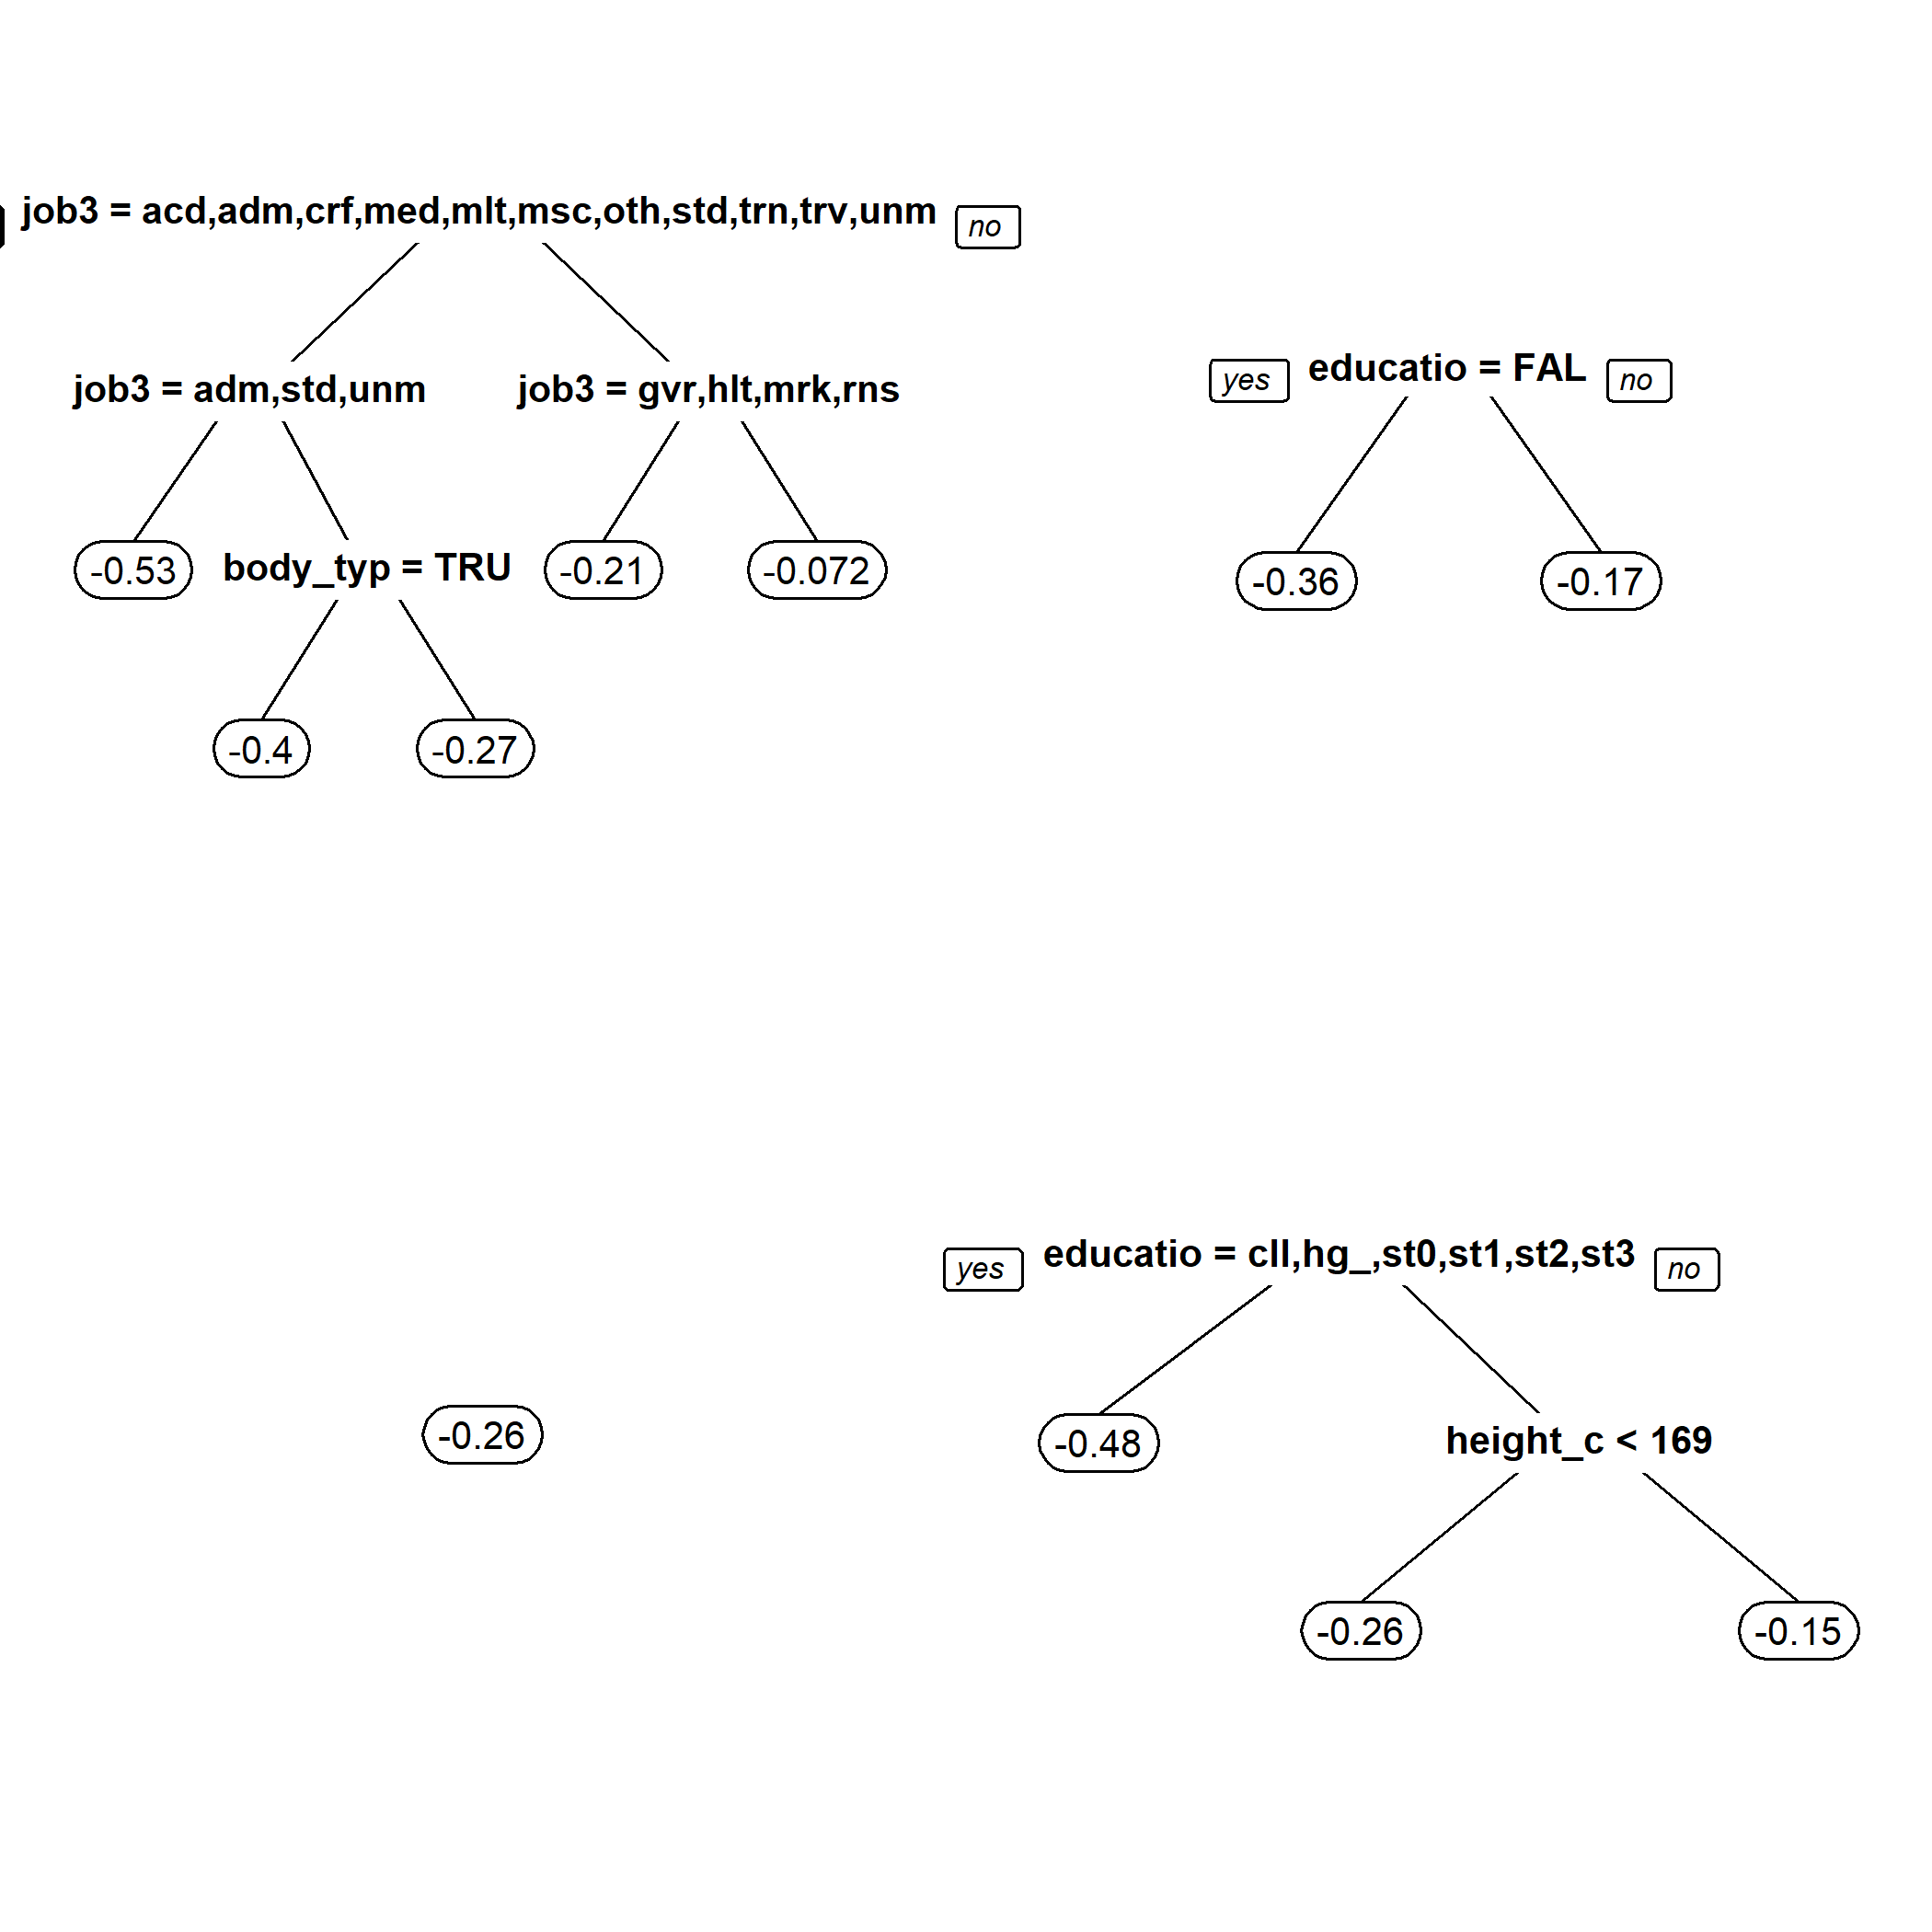 job3 = acd,adm,crf,med,mlt,msc,oth,std,trn,trv,unm no
job3 = adm,std,unm job3 = gvr,hlt,mrk,rns
-0.53 body_typ = TRU -0.21 -0.072
-0.4 -0.27
yes educatio = FAL no
-0.36 -0.17
-0.26
yes educatio = cll,hg_,st0,st1,st2,st3 no
-0.48 height_c < 169
-0.26 -0.15